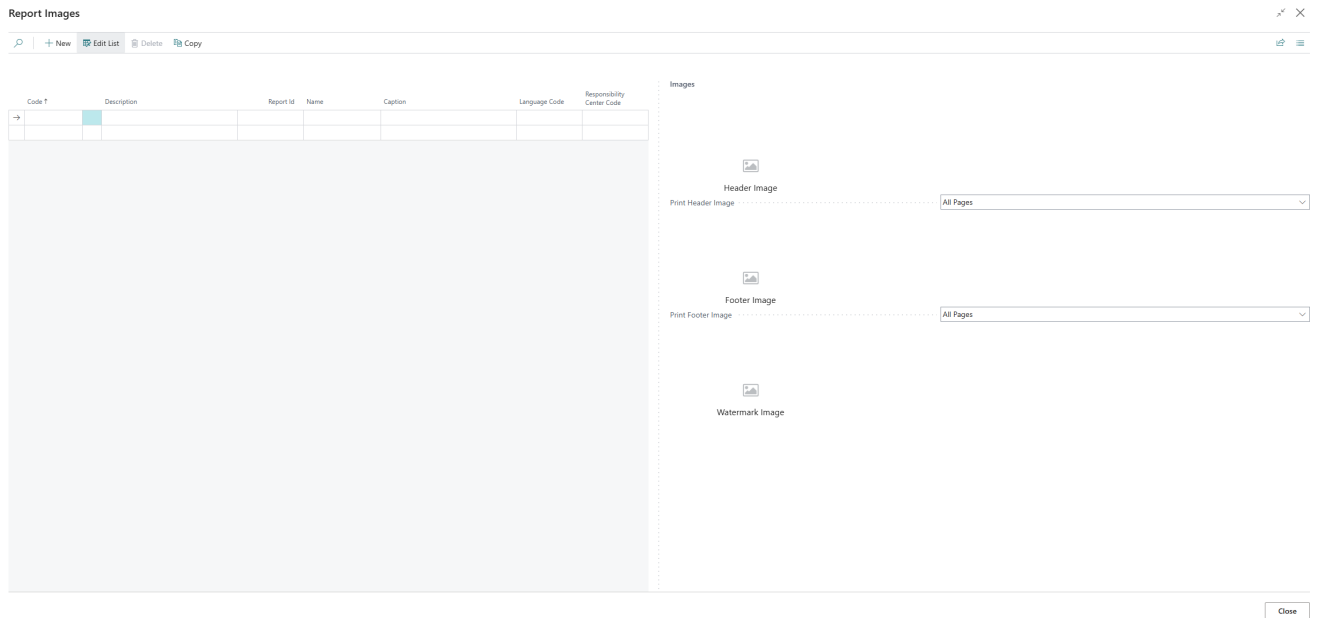 Report Images
New
Edit List
Delete
Copy
Code ↑
Description
Report Id
Name
Caption
Language Code
Responsibility
Center Code
Images
Header Image
Print Header Image
All Pages
Footer Image
Print Footer Image
All Pages
Watermark Image
Close